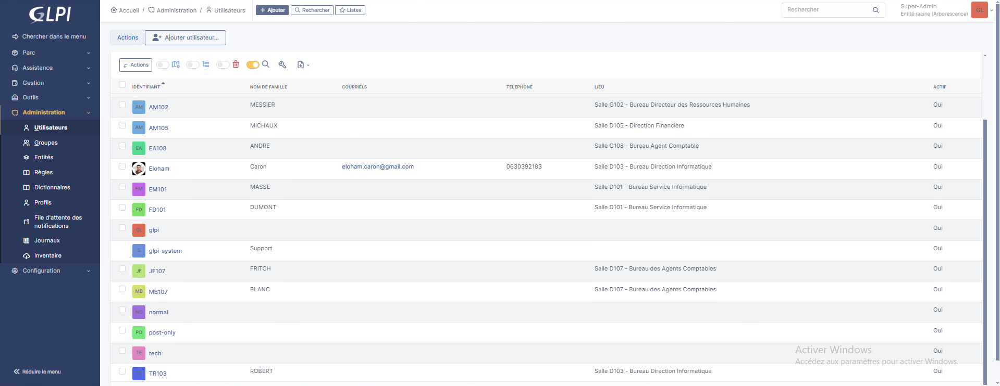 GLPI
Chercher dans le menu
Parc
Assistance
Gestion
Outils
Administration
Utilisateurs
Groupes
Entités
Règles
Dictionnaires
Profils
File d'attente des
notifications
Journaux
Inventaire
Configuration
Réduire le menu
Accueil / Administration / Utilisateurs
+ Ajouter Rechercher Listes
Rechercher
Super-Admin
Entité racine (Arborescence)
GL
Actions Ajouter utilisateur...
Actions
IDENTIFIANT NOM DE FAMILLE COURRIELS TÉLÉPHONE LIEU ACTIF
AM AM102 MESSIER Salle G102 - Bureau Directeur des Ressources Humaines Oui
AM AM105 MICHAUX Salle D105 - Direction Financière Oui
EA EA108 ANDRE Salle G108 - Bureau Agent Comptable Oui
Eloham Caron eloham.caron@gmail.com 0630392183 Salle D103 - Bureau Direction Informatique Oui
EM EM101 MASSE Salle D101 - Bureau Service Informatique Oui
FD FD101 DUMONT Salle D101 - Bureau Service Informatique Oui
GL glpi Oui
S glpi-system Support Oui
JF JF107 FRITCH Salle D107 - Bureau des Agents Comptables Oui
MB MB107 BLANC Salle D107 - Bureau des Agents Comptables Oui
NO normal Oui
PO post-only Oui
TE tech Oui
TR TR103 ROBERT Salle D103 - Bureau Direction Informatique Oui
Activer Windows
Accédez aux paramètres pour activer Windows.